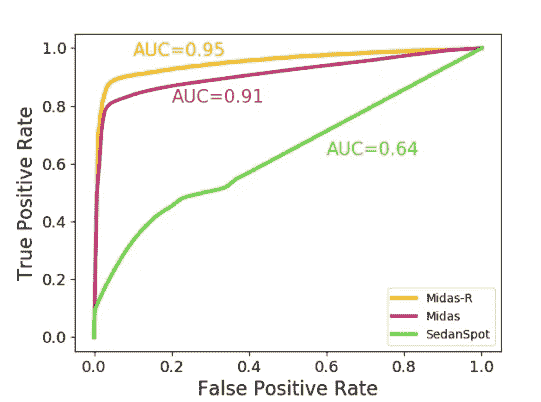 AUC=0.95
AUC=0.91
AUC=0.64
True Positive Rate
1.0
0.8
0.6
0.4
0.2
0.0
0.0 0.2 0.4 0.6 0.8 1.0
False Positive Rate
Midas-R
Midas
SedanSpot